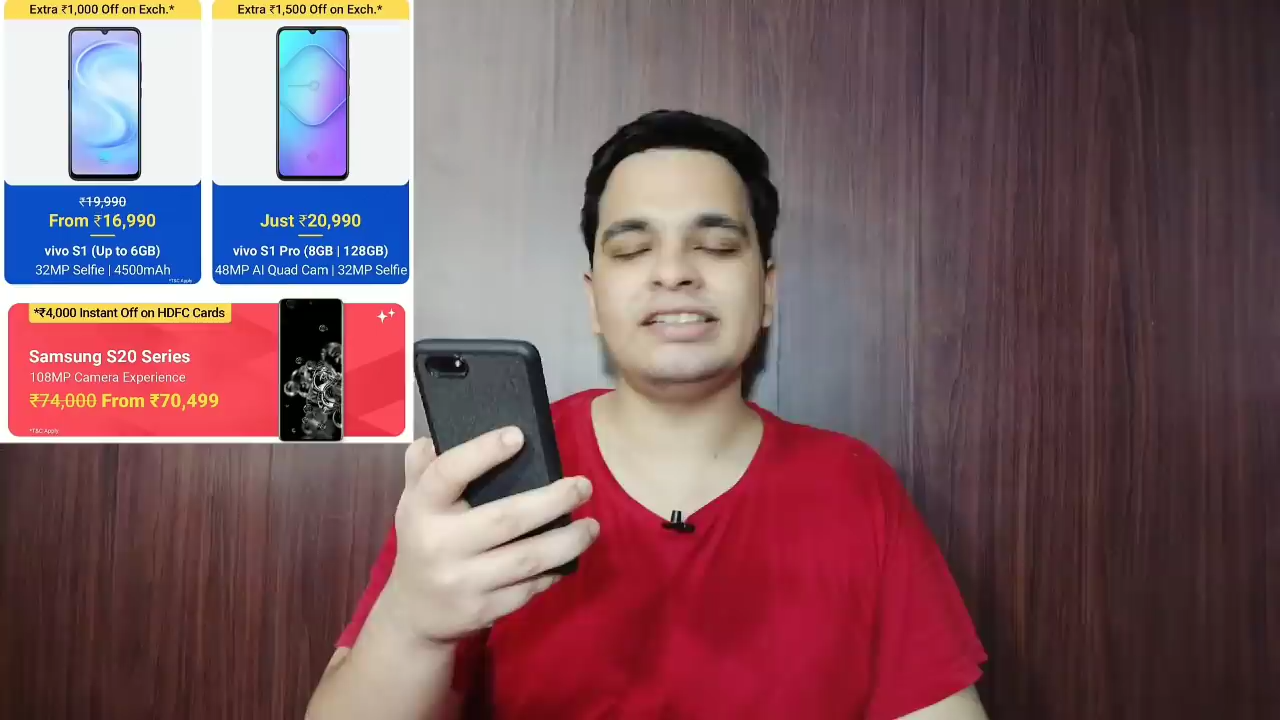 Extra ₹1,000 Off on Exch.*
₹19,990
From ₹16,990
vivo S1 (Up to 6GB)
32MP Selfie | 4500mAh
*T&C Apply
Extra ₹1,500 Off on Exch.*
Just ₹20,990
vivo S1 Pro (8GB | 128GB)
48MP AI Quad Cam | 32MP Selfie
*₹4,000 Instant Off on HDFC Cards
Samsung S20 Series
108MP Camera Experience
₹74,000 From ₹70,499
*T&C Apply